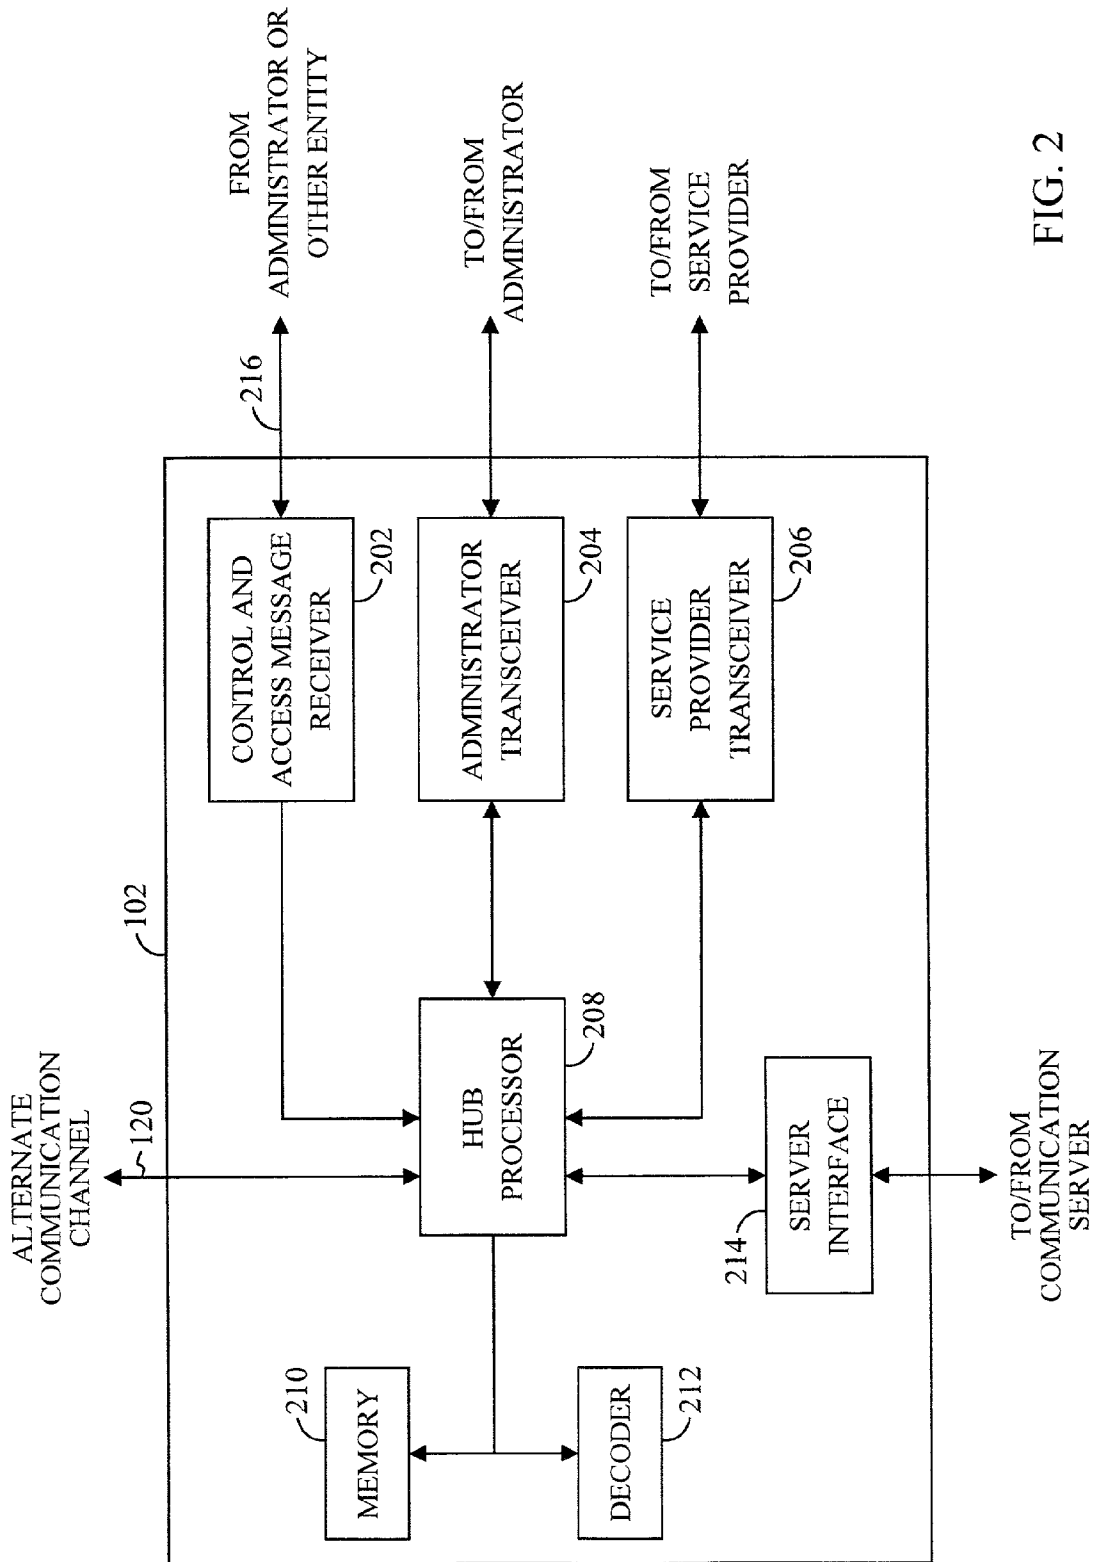 ALTERNATE
COMMUNICATION
CHANNEL
120
102
FROM
ADMINISTRATOR OR
OTHER ENTITY
216
CONTROL AND
ACCESS MESSAGE
RECEIVER
202
TO/FROM
ADMINISTRATOR
ADMINISTRATOR
TRANSCEIVER
204
TO/FROM
SERVICE
PROVIDER
SERVICE
PROVIDER
TRANSCEIVER
206
HUB
PROCESSOR
208
MEMORY
210
DECODER
212
SERVER
INTERFACE
214
TO/FROM
COMMUNICATION
SERVER
FIG. 2